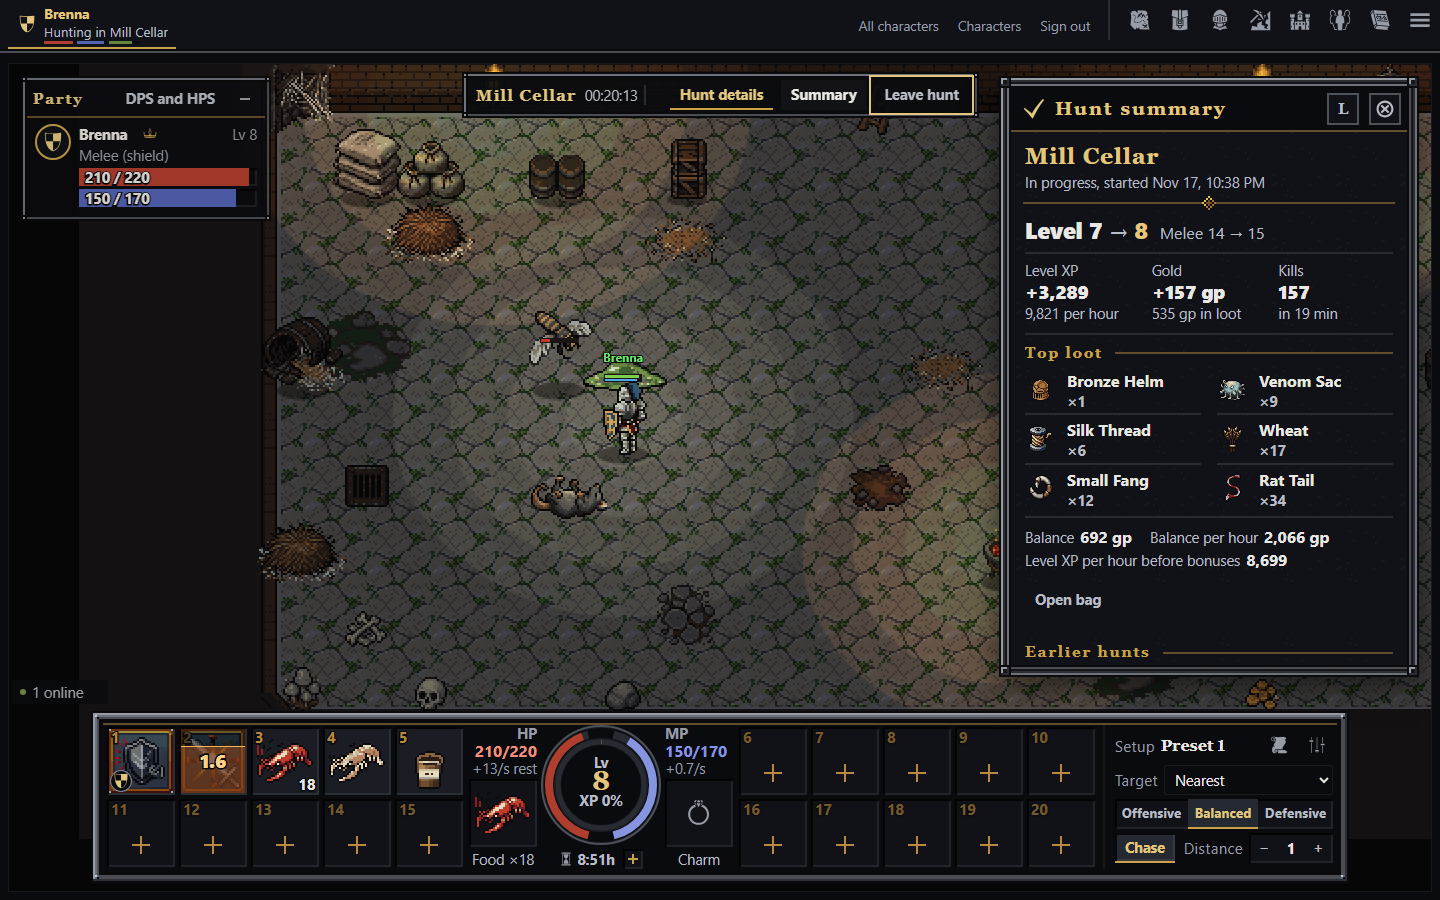 Brenna
Hunting in Mill Cellar
All characters
Characters
Sign out
Party
DPS and HPS
Brenna
Lv 8
Melee (shield)
210 / 220
150 / 170
Mill Cellar
00:20:13
Hunt details
Summary
Leave hunt
Hunt summary
L
Mill Cellar
In progress, started Nov 17, 10:38 PM
Level 7 → 8 Melee 14 → 15
Level XP
Gold
Kills
+3,289
+157 gp
157
9,821 per hour
535 gp in loot
in 19 min
Top loot
Bronze Helm
×1
Venom Sac
×9
Silk Thread
×6
Wheat
×17
Small Fang
×12
Rat Tail
×34
Balance 692 gp Balance per hour 2,066 gp
Level XP per hour before bonuses 8,699
Open bag
Earlier hunts
Brenna
1 online
1
2
1.6
3
18
4
5
HP
210/220
+13/s rest
Lv
8
XP 0%
MP
150/170
+0.7/s
6
7
8
9
10
11
12
13
14
15
Food ×18
8:51h
+
Charm
16
17
18
19
20
Setup Preset 1
Target Nearest
Offensive
Balanced
Defensive
Chase
Distance
− 1 +